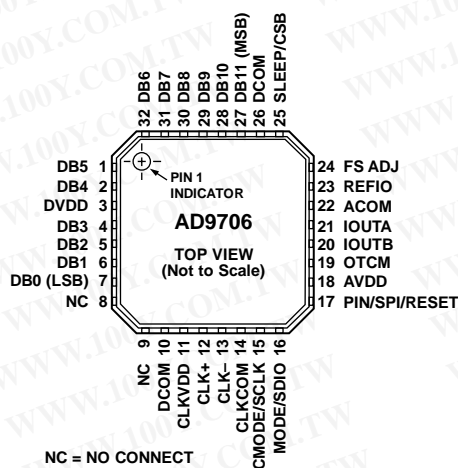 32 DB6
31 DB7
30 DB8
29 DB9
28 DB10
27 DB11 (MSB)
26 DCOM
25 SLEEP/CSB
DB5 1
DB4 2
DVDD 3
DB3 4
DB2 5
DB1 6
DB0 (LSB) 7
NC 8
PIN 1
INDICATOR
AD9706
TOP VIEW
(Not to Scale)
24 FS ADJ
23 REFIO
22 ACOM
21 IOUTA
20 IOUTB
19 OTCM
18 AVDD
17 PIN/SPI/RESET
NC 9
DCOM 10
CLKVDD 11
CLK+ 12
CLK– 13
CLKCOM 14
CMODE/SCLK 15
MODE/SDIO 16
NC = NO CONNECT
WWW.100Y.COM.TW